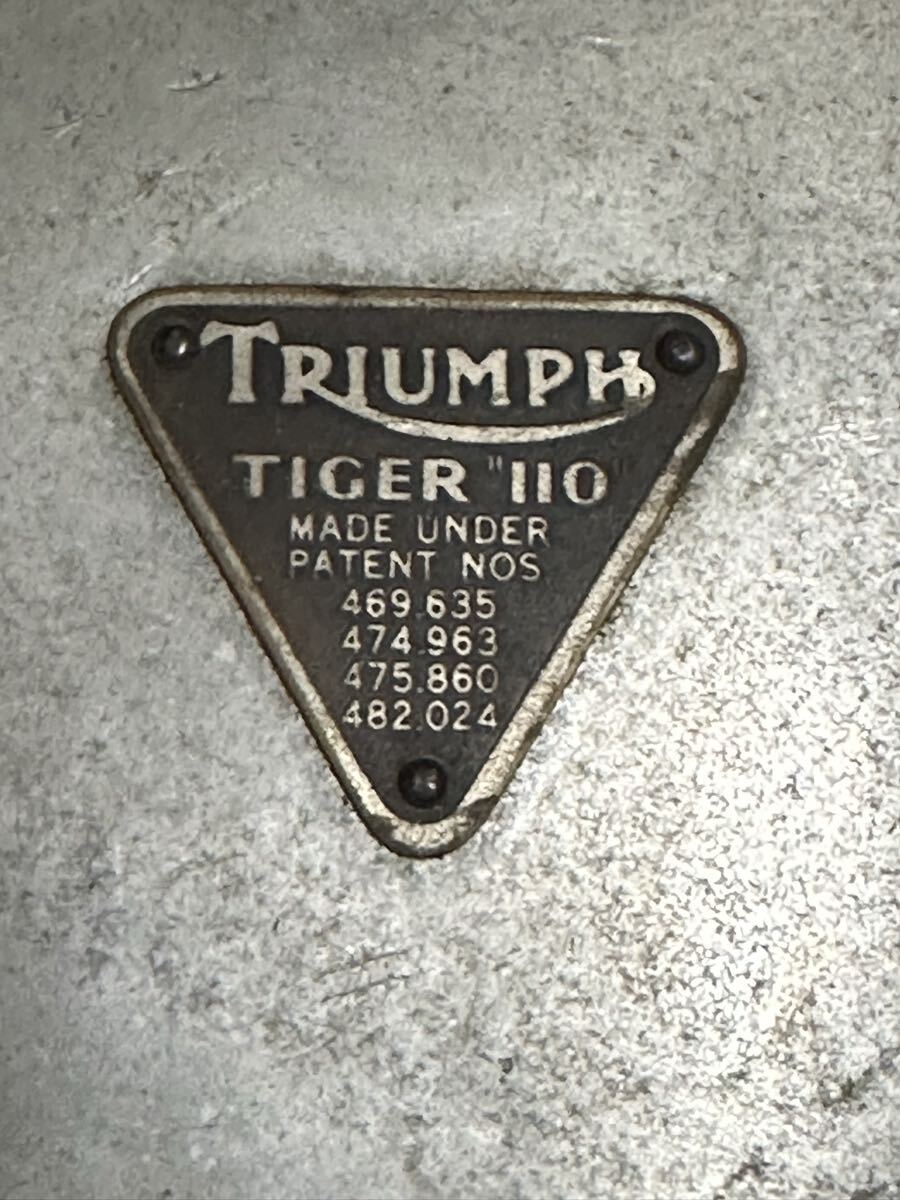 TRIUMPH
TIGER "110"
MADE UNDER
PATENT NOS
469.635
474.963
475.860
482.024